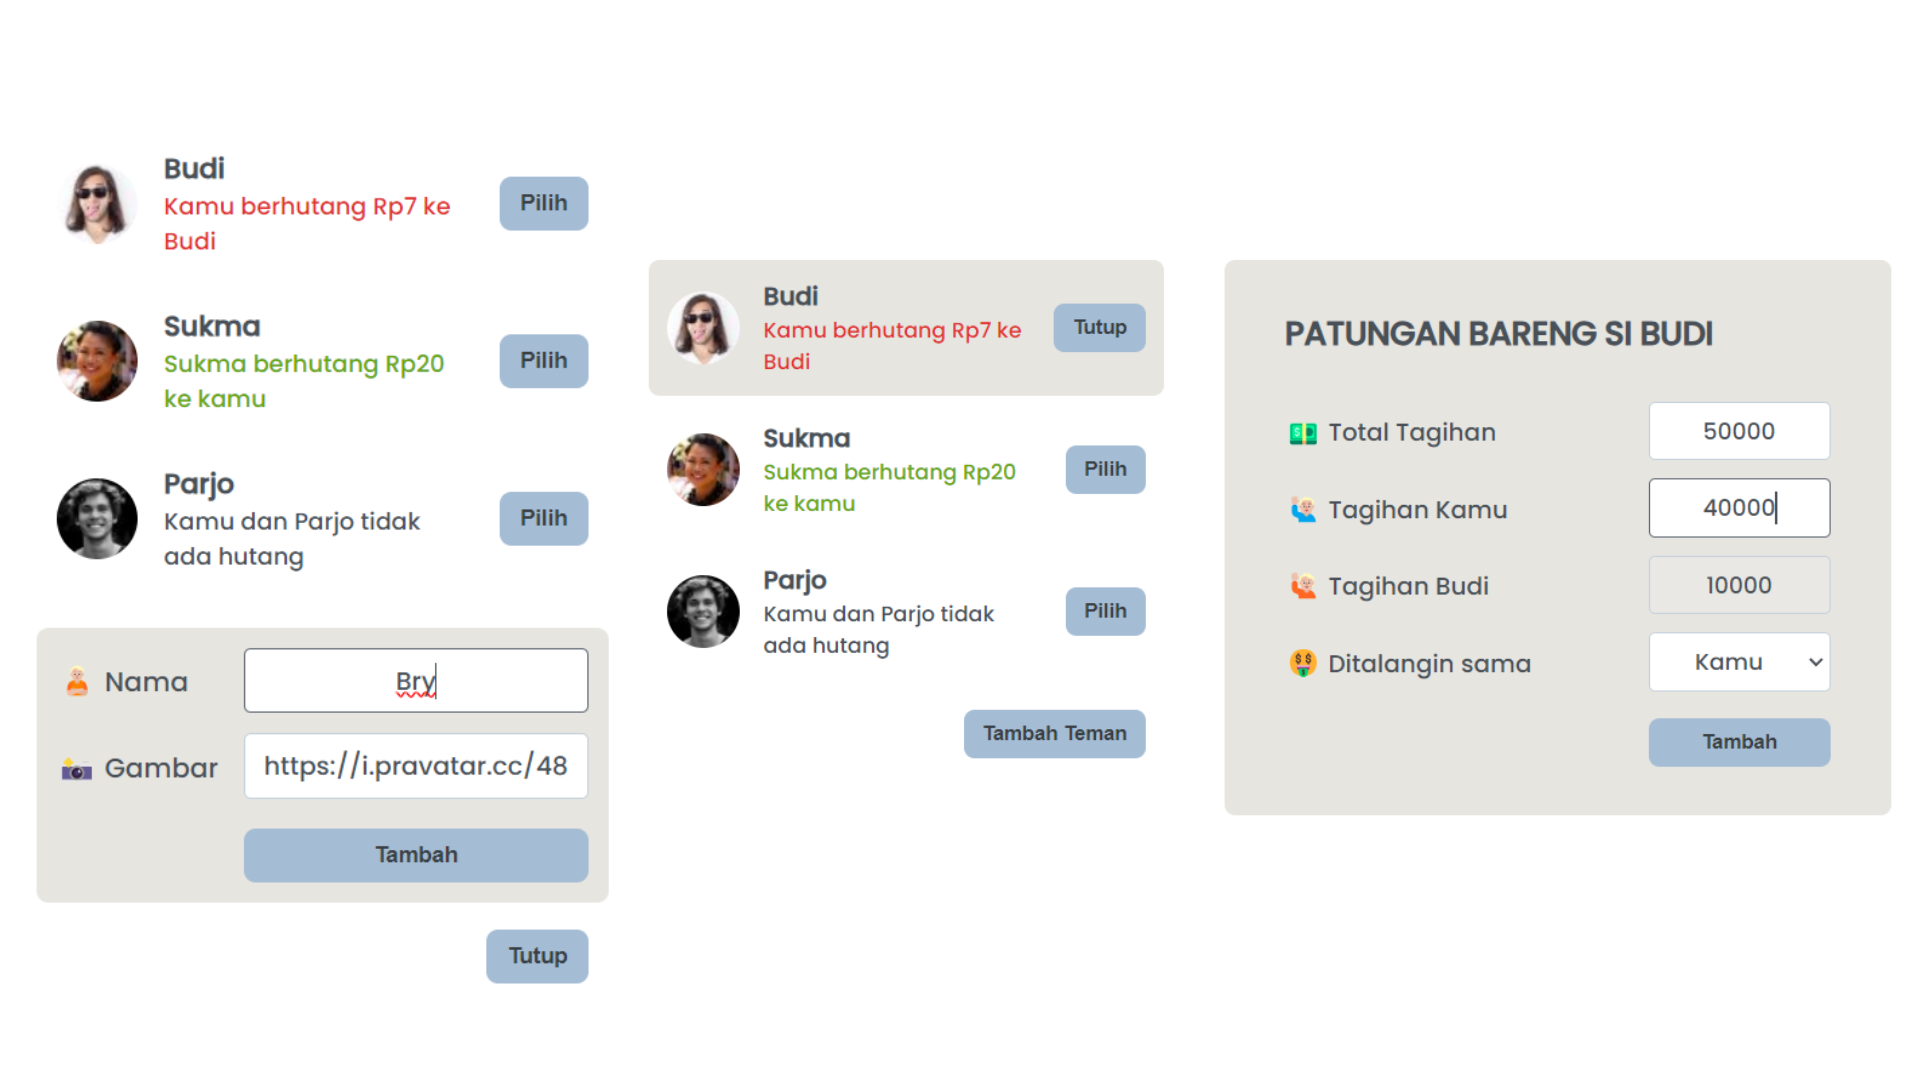 Budi
Kamu berhutang Rp7 ke
Budi
Pilih
Sukma
Sukma berhutang Rp20
ke kamu
Pilih
Parjo
Kamu dan Parjo tidak
ada hutang
Pilih
Nama
Bry
Gambar
https://i.pravatar.cc/48
Tambah
Tutup
Budi
Kamu berhutang Rp7 ke
Budi
Tutup
Sukma
Sukma berhutang Rp20
ke kamu
Pilih
Parjo
Kamu dan Parjo tidak
ada hutang
Pilih
Tambah Teman
PATUNGAN BARENG SI BUDI
Total Tagihan
50000
Tagihan Kamu
40000
Tagihan Budi
10000
Ditalangin sama
Kamu
Tambah